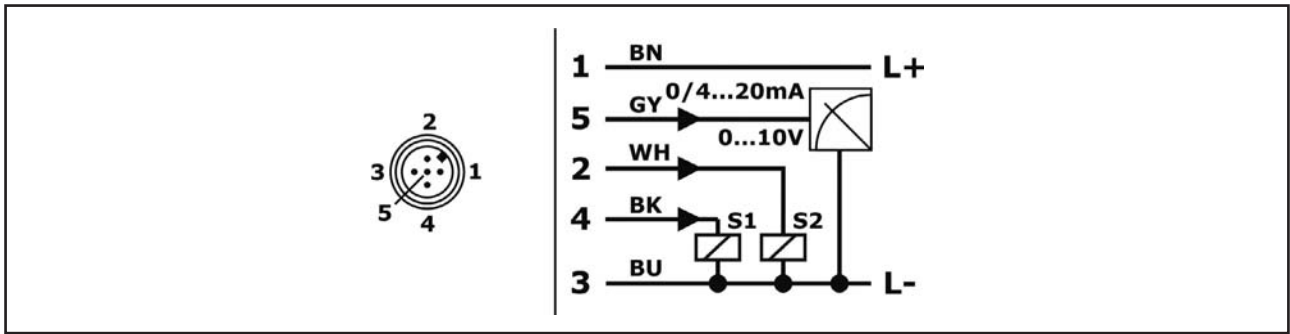 2
3
1
5
4
1 BN L+
0/4...20mA
5 GY
0...10V
2 WH
4 BK S1 S2
3 BU L-